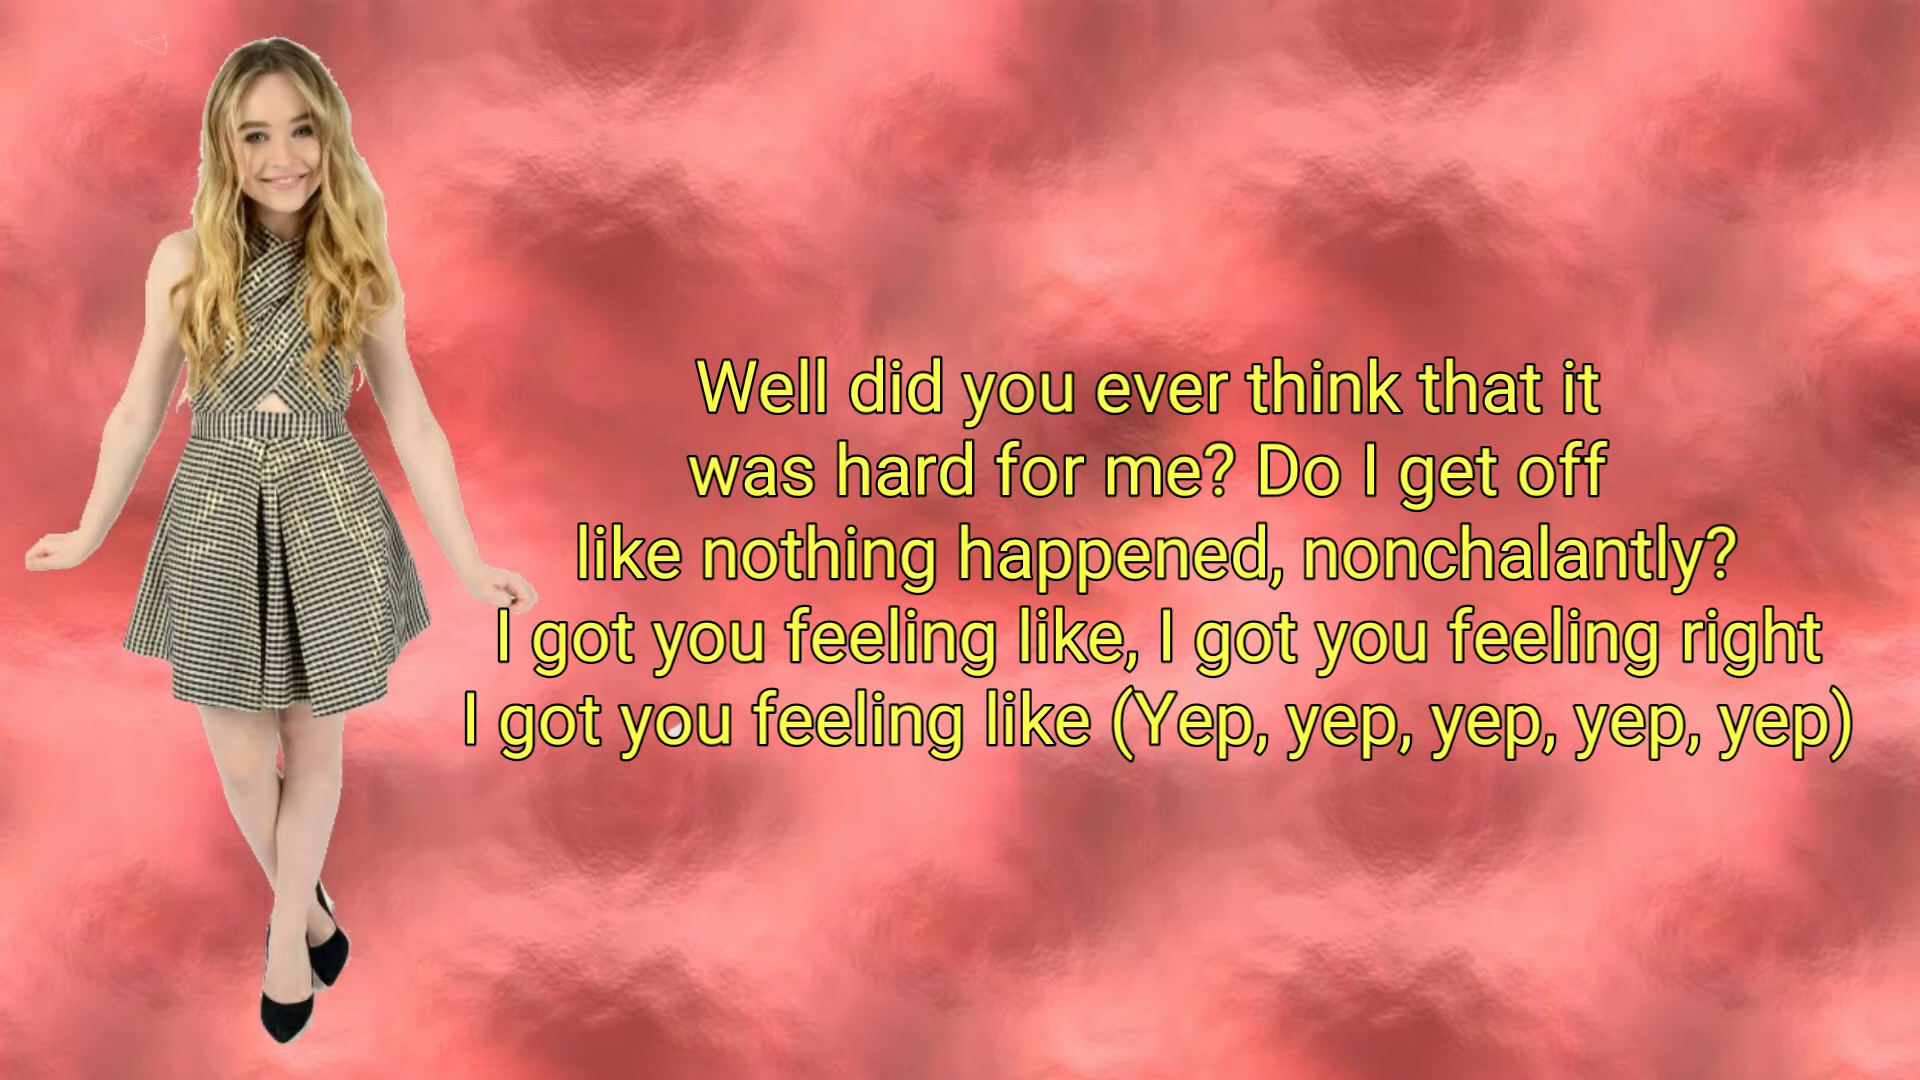 Well did you ever think that it
was hard for me? Do I get off
like nothing happened, nonchalantly?
I got you feeling like, I got you feeling right
I got you feeling like (Yep, yep, yep, yep, yep)